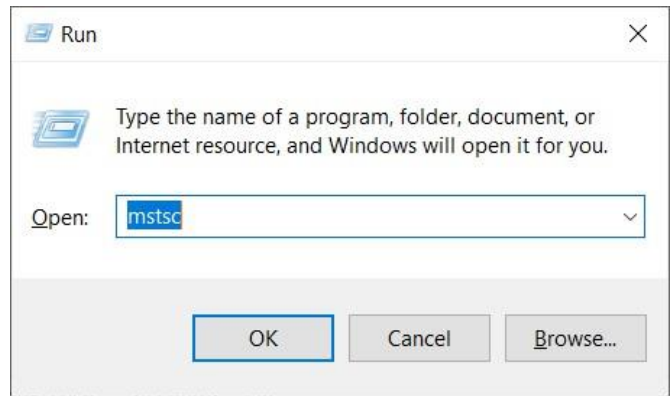 Run
Type the name of a program, folder, document, or
Internet resource, and Windows will open it for you.
Open: mstsc
OK Cancel Browse...